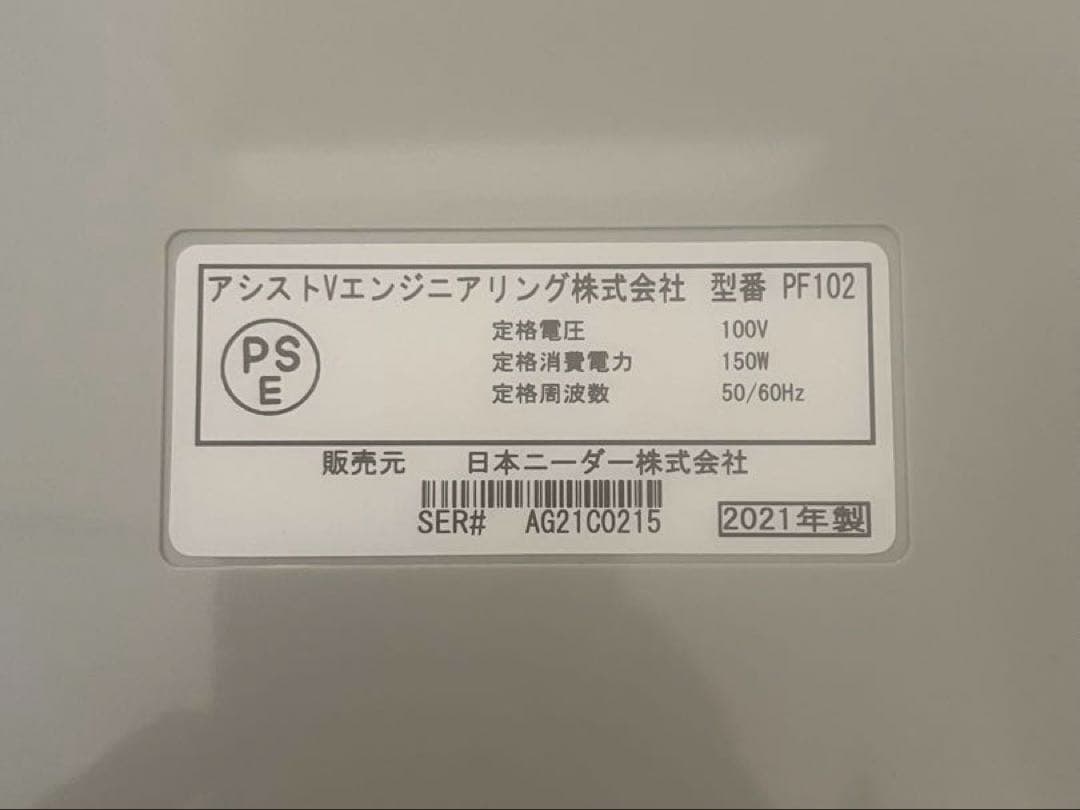 アシストVエンジニアリング株式会社 型番 PF102
PS
E
定格電圧 100V
定格消費電力 150W
定格周波数 50/60Hz
販売元 日本ニーダー株式会社
SER# AG21C0215
2021年製